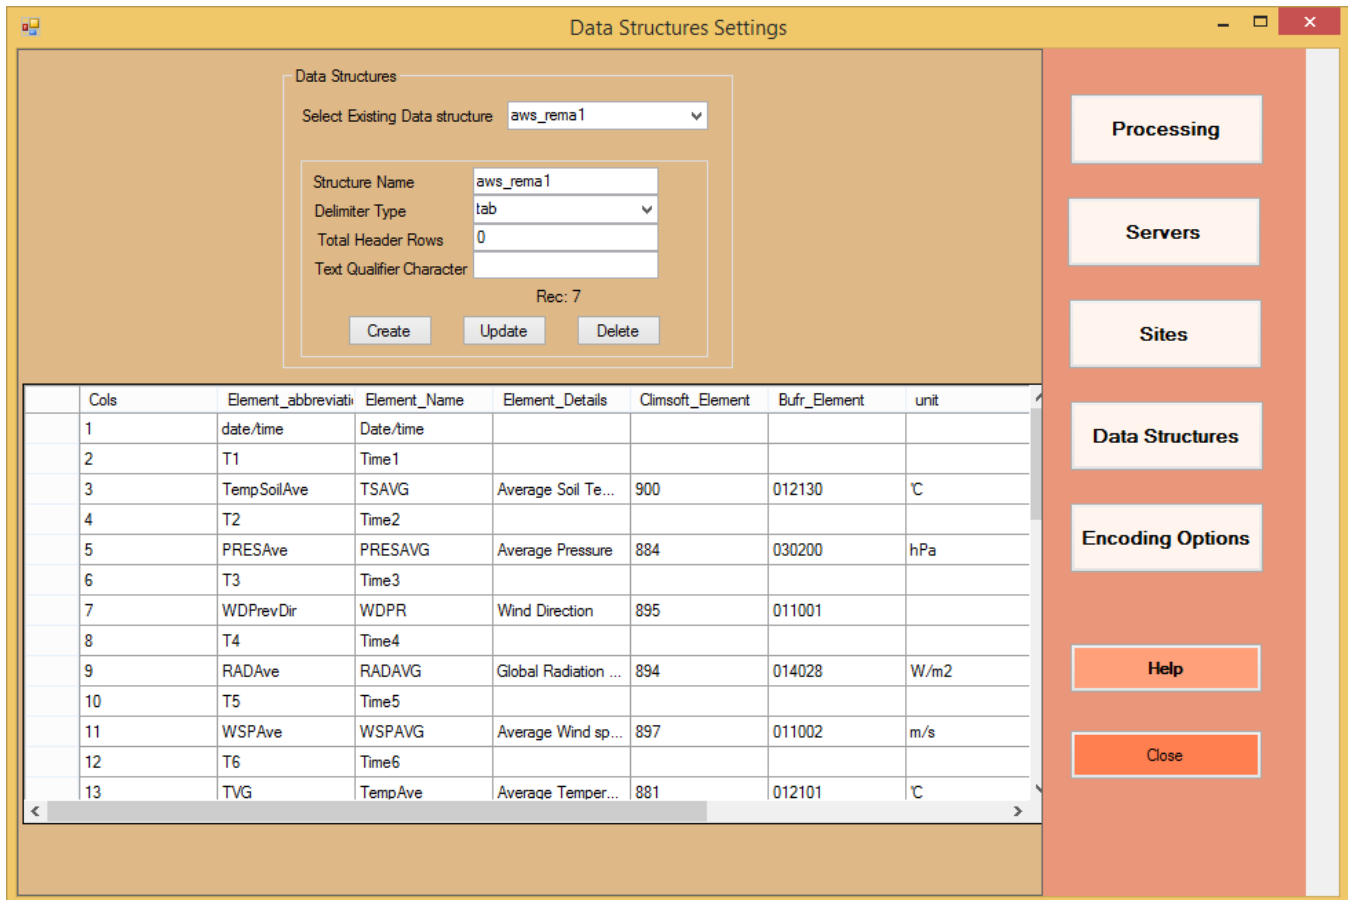 Data Structures Settings
Data Structures
Select Existing Data structure aws_rema1
Structure Name aws_rema1
Delimiter Type tab
Total Header Rows 0
Text Qualifier Character
Rec: 7
Create Update Delete
Cols Element_abbreviati Element_Name Element_Details Climsoft_Element Bufr_Element unit
1 date/time Date/time
2 T1 Time1
3 TempSoilAve TSAVG Average Soil Te... 900 012130 °C
4 T2 Time2
5 PRESAve PRESAVG Average Pressure 884 030200 hPa
6 T3 Time3
7 WDPrevDir WDPR Wind Direction 895 011001
8 T4 Time4
9 RADAve RADAVG Global Radiation ... 894 014028 W/m2
10 T5 Time5
11 WSPAve WSPAVG Average Wind sp... 897 011002 m/s
12 T6 Time6
13 TVG TempAve Average Temper... 881 012101 °C
Processing
Servers
Sites
Data Structures
Encoding Options
Help
Close